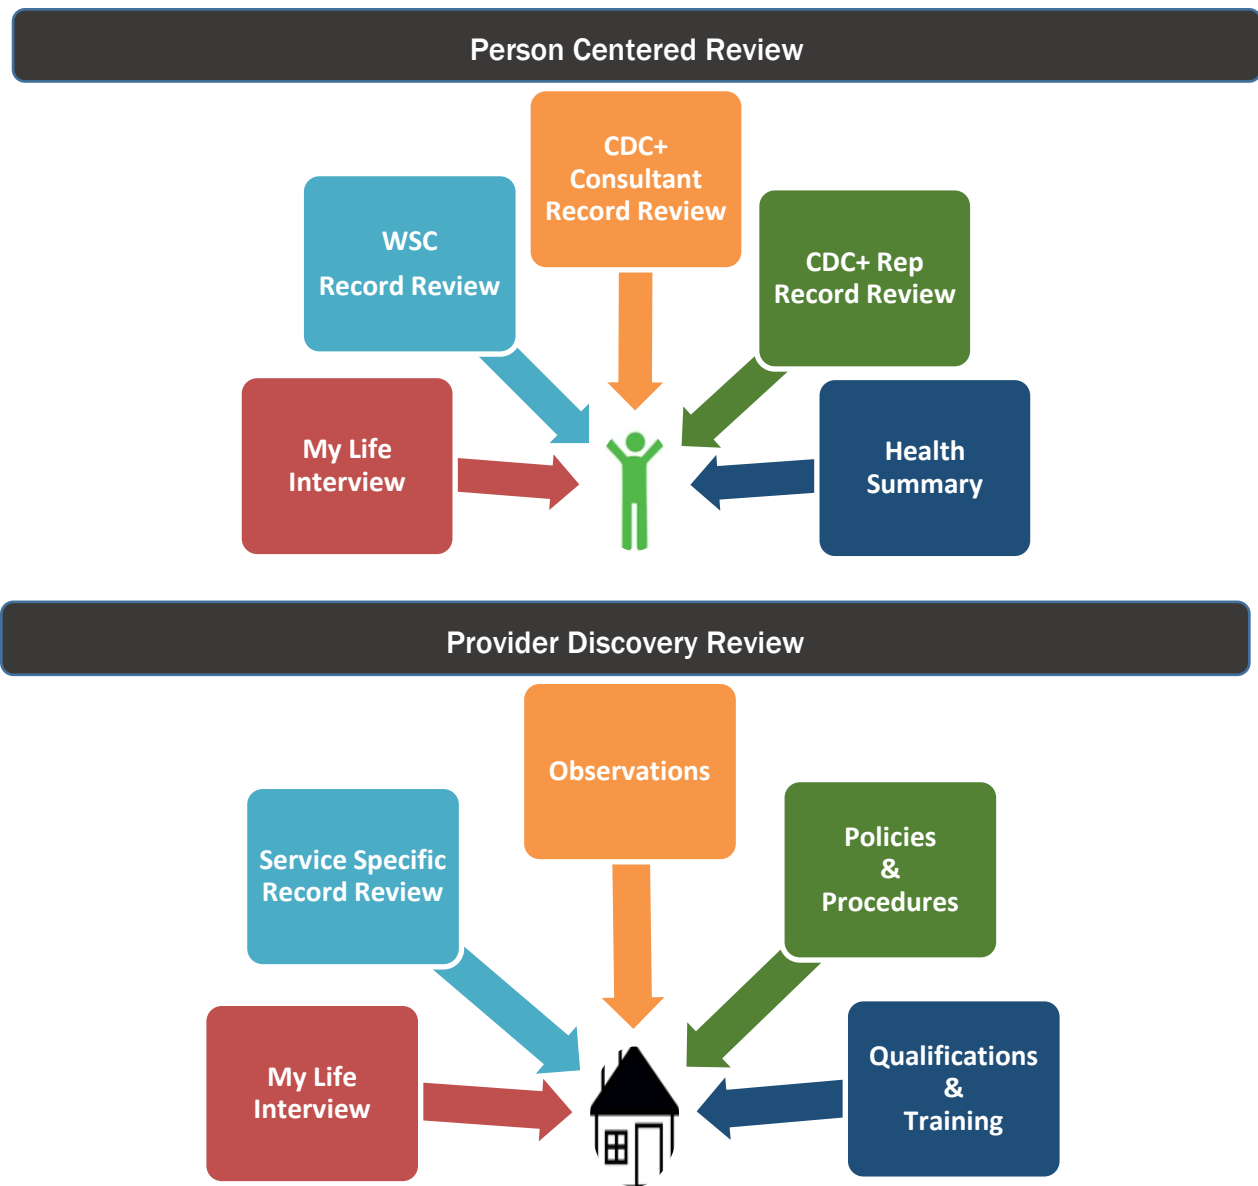 Person Centered Review
CDC+
Consultant
Record Review
WSC
Record Review
CDC+ Rep
Record Review
My Life
Interview
Health
Summary
Provider Discovery Review
Observations
Service Specific
Record Review
Policies
&
Procedures
My Life
Interview
Qualifications
&
Training